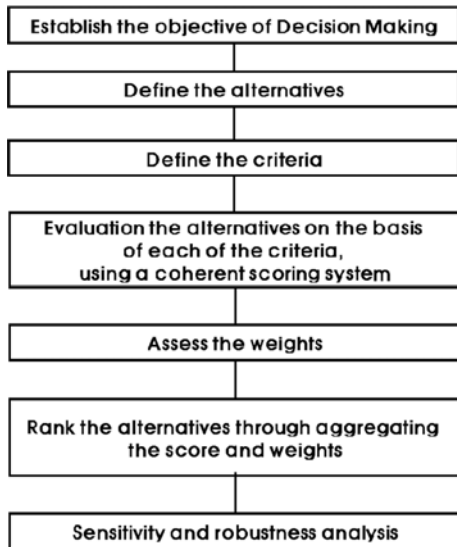 Establish the objective of Decision Making
Define the alternatives
Define the criteria
Evaluation the alternatives on the basis
of each of the criteria,
using a coherent scoring system
Assess the weights
Rank the alternatives through aggregating
the score and weights
Sensitivity and robustness analysis